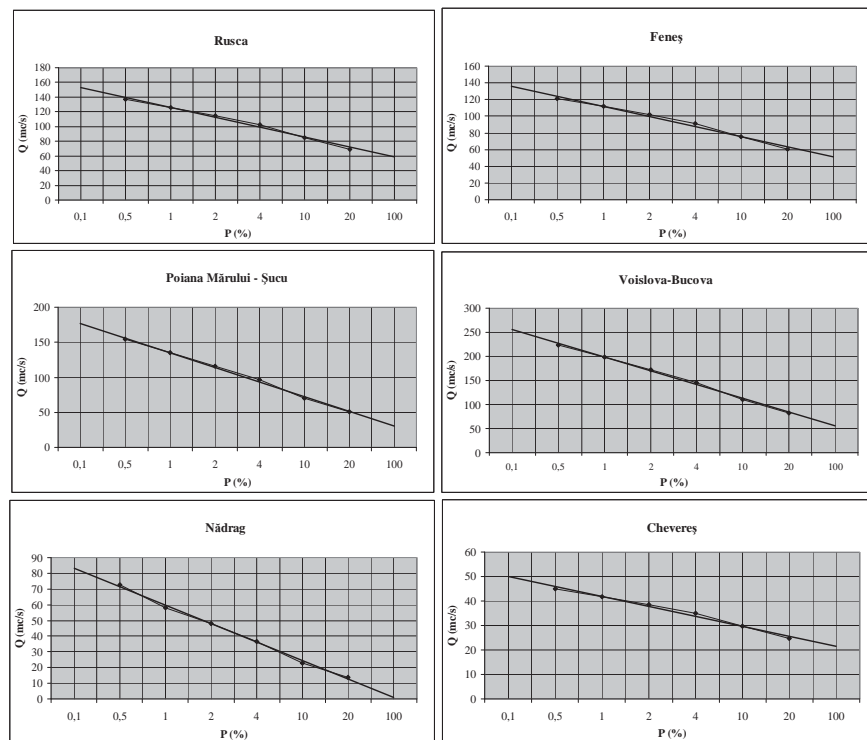 Rusca
Q (mc/s)
180
160
140
120
100
80
60
40
20
0
0,1 0,5 1 2 4 10 20 100
P (%)
Feneş
Q (mc/s)
160
140
120
100
80
60
40
20
0
0,1 0,5 1 2 4 10 20 100
P (%)
Poiana Mărului - Şucu
Q (mc/s)
200
150
100
50
0
0,1 0,5 1 2 4 10 20 100
P (%)
Voislova-Bucova
Q (mc/s)
300
250
200
150
100
50
0
0,1 0,5 1 2 4 10 20 100
P (%)
Nădrag
Q (mc/s)
90
80
70
60
50
40
30
20
10
0
0,1 0,5 1 2 4 10 20 100
P (%)
Chevereş
Q (mc/s)
60
50
40
30
20
10
0
0,1 0,5 1 2 4 10 20 100
P (%)